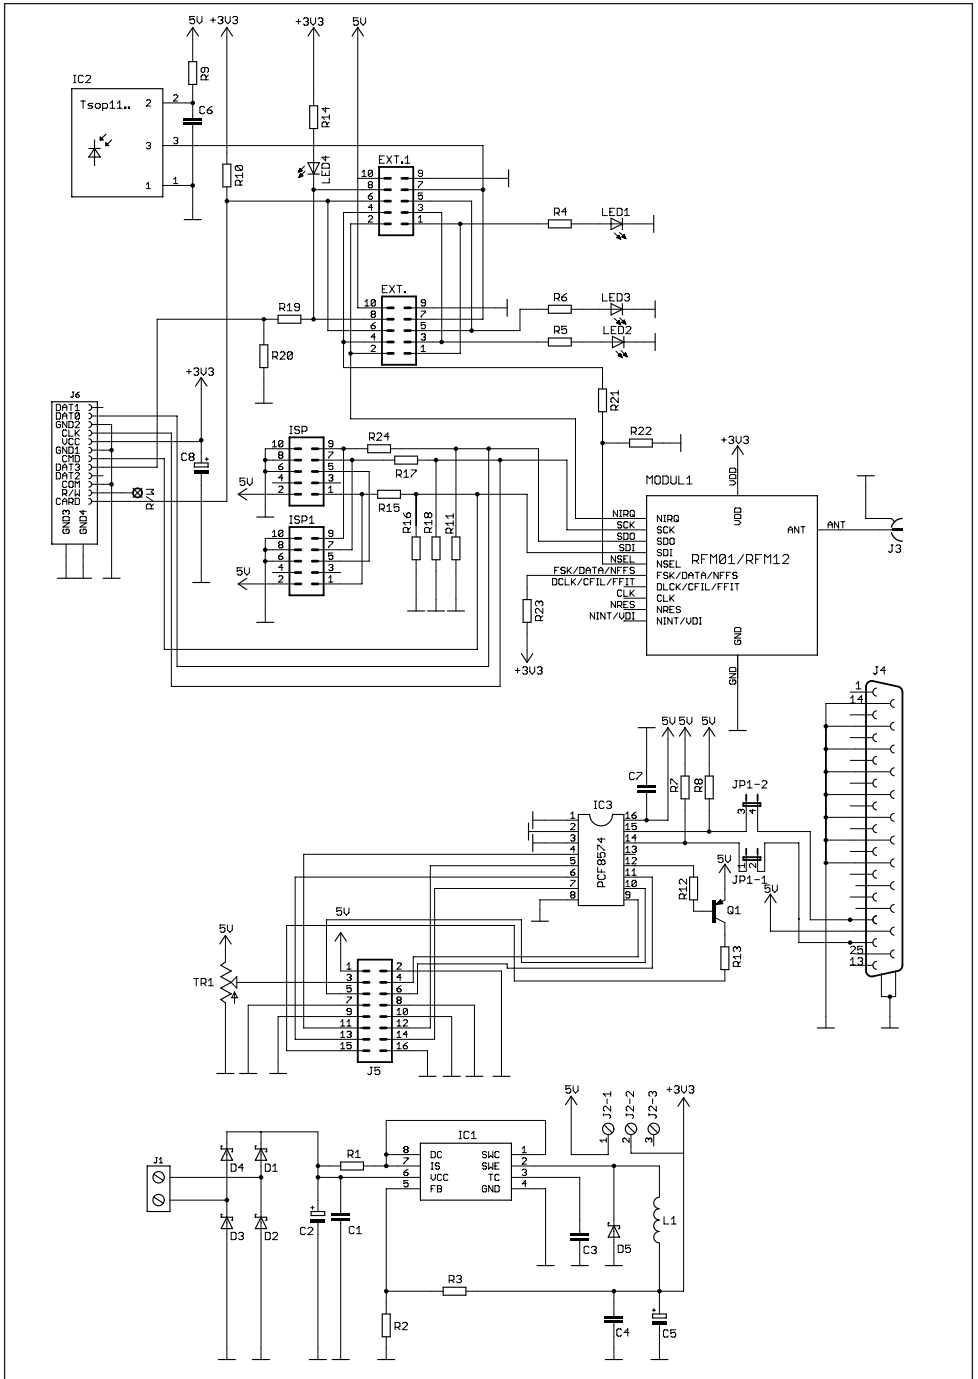 5V +3V3 +3V3 5V
IC2
R9
Tsop11.. 2 2
C6
R14
3 3
R10
LED4
EXT.1
1 1
10 9
8 7
6 5
4 3
2 1
R4 LED1
EXT.
10 9
8 7
6 5
4 3
2 1
R6 LED3
R5 LED2
R19
R20
+3V3
J6
DAT1
DAT0
GND2
CLK
VCC
GND1
CMD
DAT3
DAT2
COM
R/W
CARD
GND3
GND4
R/W
C8
+
ISP
10 9
8 7
6 5
4 3
2 1
5V
R24
R17
R15
R21
R22
+3V3
VDD
MODUL1
ISP1
10 9
8 7
6 5
4 3
2 1
5V
R16
R18
R11
NIRQ NIRQ
SCK SCK
SDO SDO
SDI SDI
NSEL NSEL
FSK/DATA/NFFS FSK/DATA/NFFS
DCLK/CFIL/FFIT DLCK/CFIL/FFIT
CLK CLK
NRES NRES
NINT/VDI NINT/VDI
VDD
ANT ANT
RFM01/RFM12
GND
GND
J3
R23
+3V3
J4
1
14
25
13
5V 5V 5V
C7
R7
R8
JP1-2
3
4
IC3
PCF8574
1 16
2 15
3 14
4 13
5 12
6 11
7 10
8 9
JP1-1
1
2
5V
5V
R12
Q1
R13
5V
5V
TR1
1 2
3 4
5 6
7 8
9 10
11 12
13 14
15 16
J5
5V
J2-1
J2-2
J2-3
1
2
3
+3V3
IC1
8 DC SWC 1
7 IS SWE 2
6 VCC TC 3
5 FB GND 4
R1
J1
D4 D1
D3 D2
+
C2 C1
C3 D5
L1
R3
R2
C4
+
C5